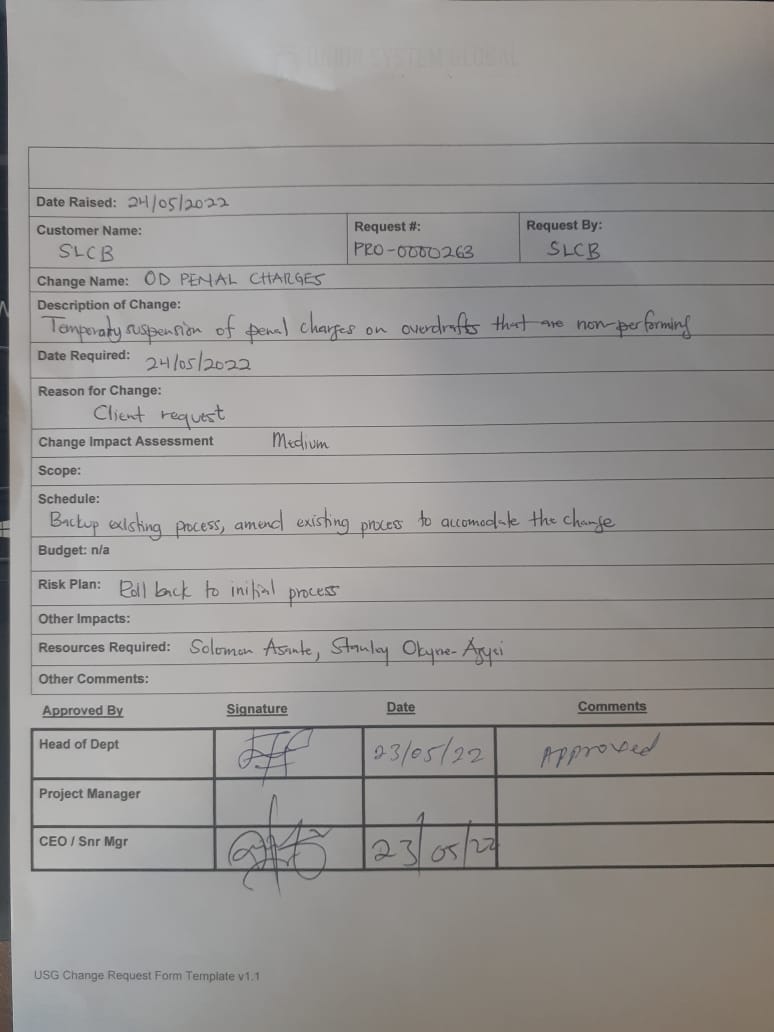 Date Raised: 24/05/2022
Customer Name: Request #: Request By:
SLCB PRO-0000263 SLCB
Change Name: OD PENAL CHARGES
Description of Change:
Temporary suspension of penal charges on overdrafts that are non-performing
Date Required: 24/05/2022
Reason for Change:
Client request
Change Impact Assessment Medium
Scope:
Schedule:
Backup existing process, amend existing process to accomodate the change
Budget: n/a
Risk Plan: Roll back to initial process
Other Impacts:
Resources Required: Solomon Asante, Stanley Okyne-
Other Comments:
Approved By Signature Date Comments
Head of Dept 23/05/22 Approved
Project Manager
CEO / Snr Mgr 23/05/22
USG Change Request Form Template v1.1